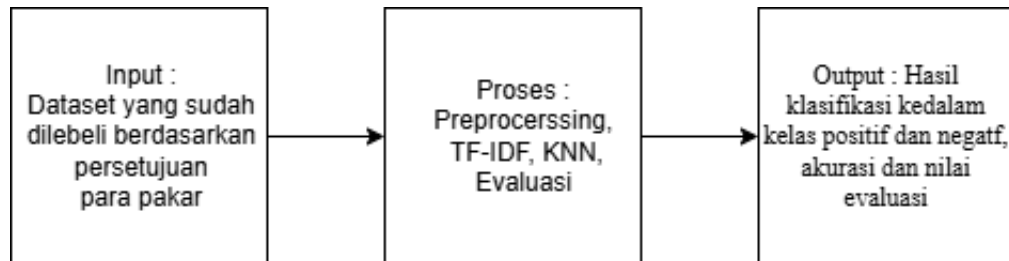 Input :
Dataset yang sudah
dilebeli berdasarkan
persetujuan
para pakar
Proses :
Preprocerssing,
TF-IDF, KNN,
Evaluasi
Output : Hasil
klasifikasi kedalam
kelas positif dan negatf,
akurasi dan nilai
evaluasi